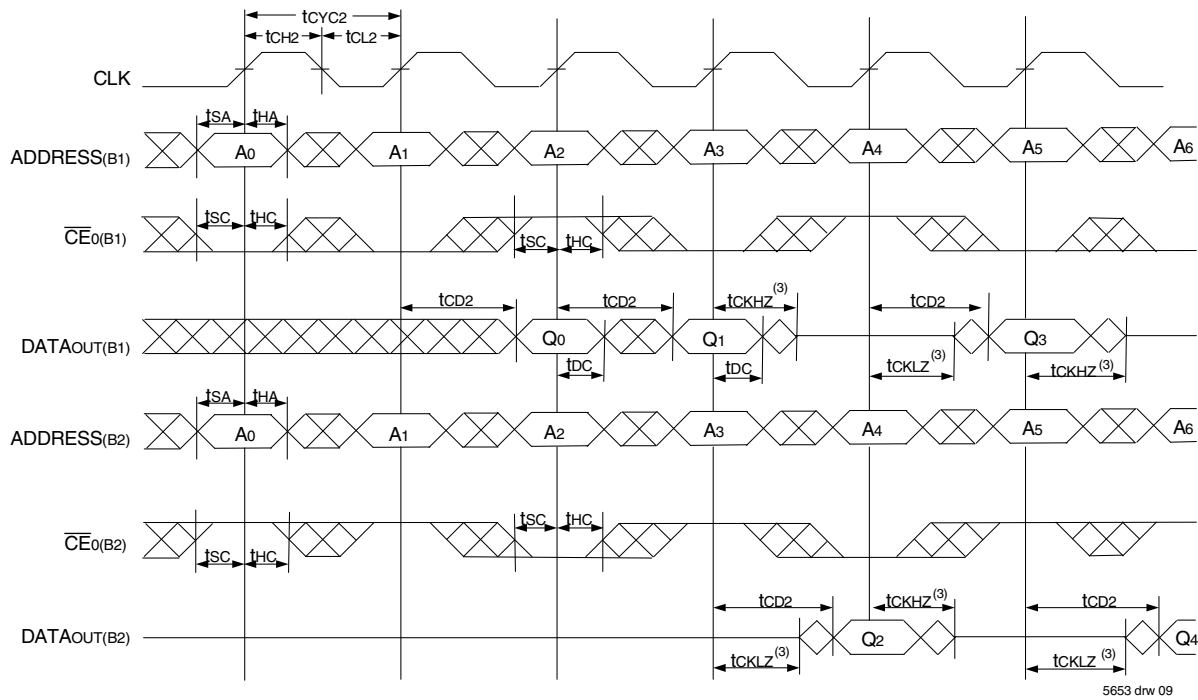 tCYC2
tCH2 tCL2
CLK
tSA tHA
ADDRESS(B1) A0 A1 A2 A3 A4 A5 A6
tSC tHC
CE0(B1)
tSC tHC
tCD2 tCD2 tCKHZ(3) tCD2
DATAOUT(B1) Q0 Q1 Q3
tDC tDC tCKLZ(3) tCKHZ(3)
tSA tHA
ADDRESS(B2) A0 A1 A2 A3 A4 A5 A6
tSC tHC
CE0(B2)
tSC tHC
tCD2 tCKHZ(3) tCD2
DATAOUT(B2) Q2 Q4
tCKLZ(3) tCKLZ(3)
5653 drw 09